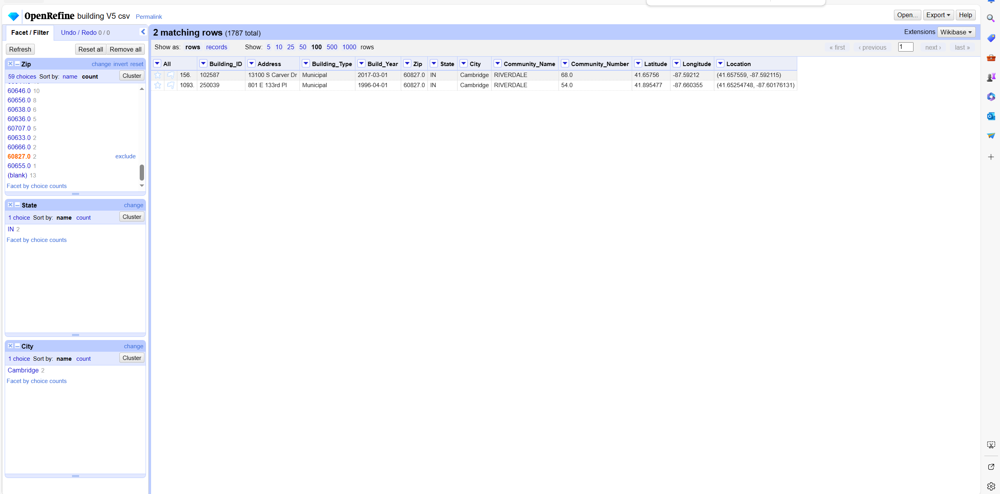 OpenRefine building V5 csv Permalink
Open... Export Help
Facet / Filter Undo / Redo 0 / 0
2 matching rows (1787 total)
Extensions Wikibase
Refresh Reset all Remove all
Show as: rows records Show: 5 10 25 50 100 500 1000 rows
« first ‹ previous 1 next › last »
Zip change invert reset
59 choices Sort by: name count Cluster
60646.0 10
60656.0 8
60638.0 6
60636.0 5
60707.0 5
60633.0 2
60666.0 2
60827.0 2 exclude
60655.0 1
(blank) 13
Facet by choice counts
State change
1 choice Sort by: name count Cluster
IN 2
Facet by choice counts
City change
1 choice Sort by: name count Cluster
Cambridge 2
Facet by choice counts
All Building_ID Address Building_Type Build_Year Zip State City Community_Name Community_Number Latitude Longitude Location
156. 102587 13100 S Carver Dr Municipal 2017-03-01 60827.0 IN Cambridge RIVERDALE 68.0 41.65756 -87.59212 (41.657559, -87.592115)
1093. 250039 801 E 133rd Pl Municipal 1996-04-01 60827.0 IN Cambridge RIVERDALE 54.0 41.895477 -87.660355 (41.65254748, -87.60176131)